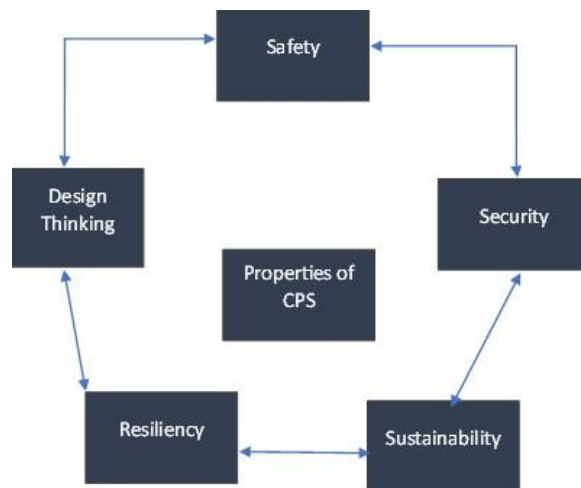 Safety
Design
Thinking
Security
Properties of
CPS
Resiliency
Sustainability